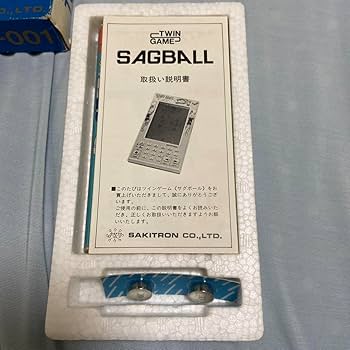 CO.,LTD.
-001
TWIN
GAME
SAGBALL
取扱い説明書
■このたびはツインゲーム《サグボール》をお
買上げいただきまして、誠にありがとうござ
います。
ご使用の前に、この説明書をよくお読みいた
だき、正しくお取扱いいただきますようお願
いいたします。
SAKITRON CO.,LTD.